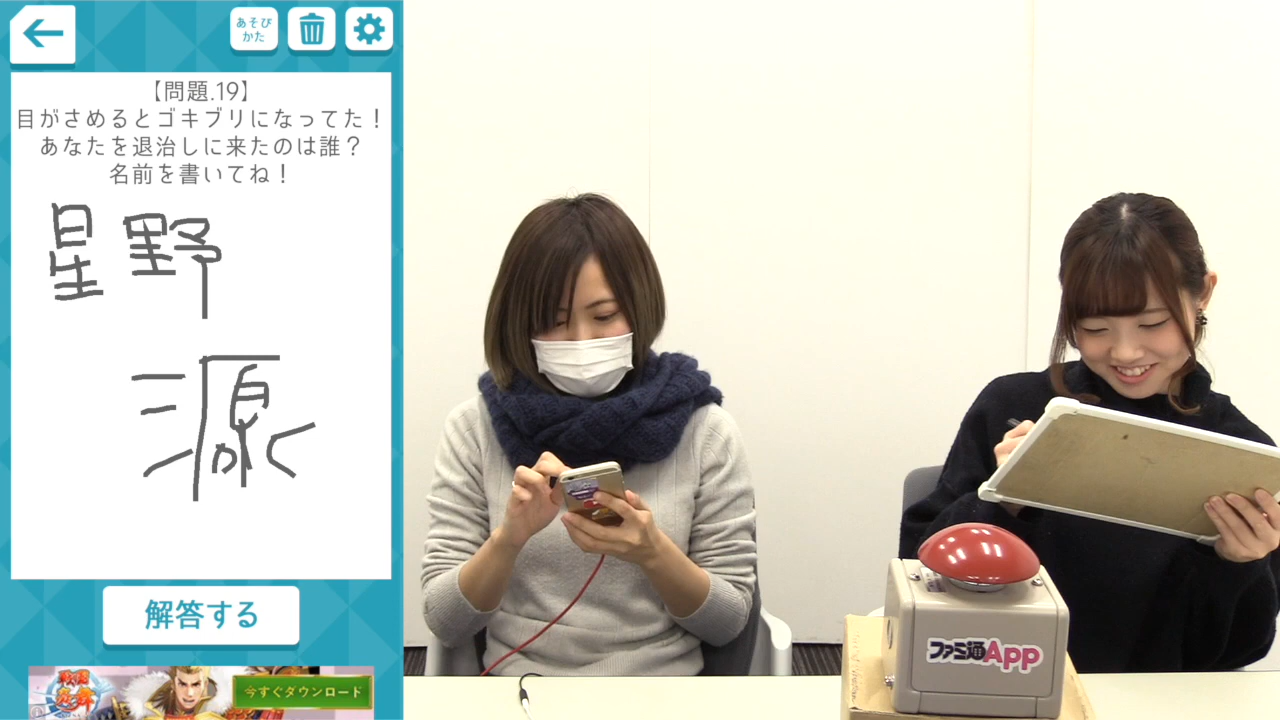 あそび
かた
【問題.19】
目がさめるとゴキブリになってた！
あなたを退治しに来たのは誰？
名前を書いてね！
星野
源
解答する
今すぐダウンロード
ファミ通App